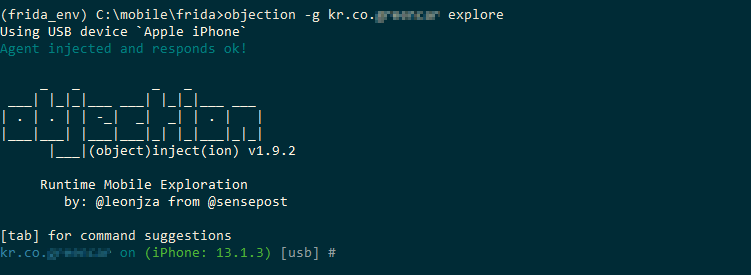 (frida_env) C:\mobile\frida>objection -g kr.co. explore
Using USB device `Apple iPhone`
Agent injected and responds ok!
     _   _         _   _
 ___| |_|_|___ ___| |_|_|___ ___
| . | . | | -_|  _|  _| | . |   |
|___|___| |___|___|_| |_|___|_|_|
      |___|(object)inject(ion) v1.9.2
Runtime Mobile Exploration
by: @leonjza from @sensepost
[tab] for command suggestions
kr.co. on (iPhone: 13.1.3) [usb] #